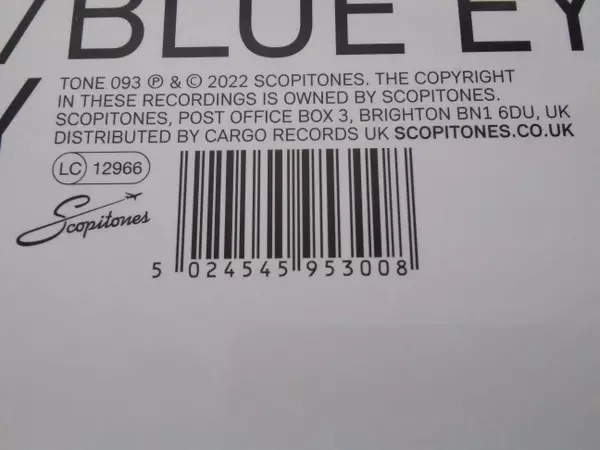 /BLUE EY
TONE 093 ℗ & © 2022 SCOPITONES. THE COPYRIGHT
IN THESE RECORDINGS IS OWNED BY SCOPITONES.
SCOPITONES, POST OFFICE BOX 3, BRIGHTON BN1 6DU, UK
DISTRIBUTED BY CARGO RECORDS UK SCOPITONES.CO.UK
LC 12966
Scopitones
5 024545 953008